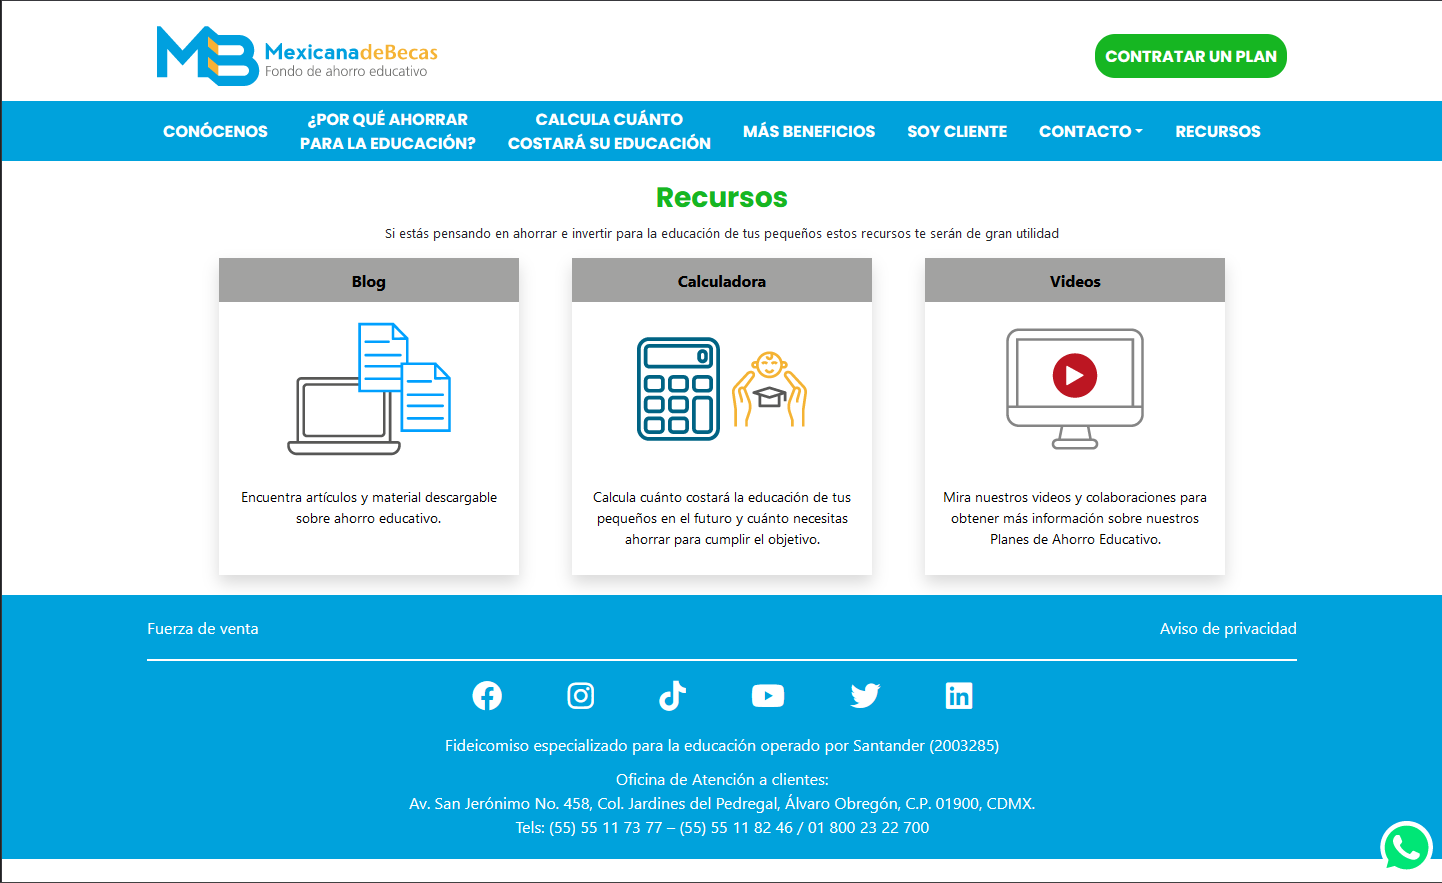 MexicanadeBecas
Fondo de ahorro educativo
CONTRATAR UN PLAN
CONÓCENOS
¿POR QUÉ AHORRAR
PARA LA EDUCACIÓN?
CALCULA CUÁNTO
COSTARÁ SU EDUCACIÓN
MÁS BENEFICIOS
SOY CLIENTE
CONTACTO
RECURSOS
Recursos
Si estás pensando en ahorrar e invertir para la educación de tus pequeños estos recursos te serán de gran utilidad
Blog
Encuentra artículos y material descargable
sobre ahorro educativo.
Calculadora
0
Calcula cuánto costará la educación de tus
pequeños en el futuro y cuánto necesitas
ahorrar para cumplir el objetivo.
Videos
Mira nuestros videos y colaboraciones para
obtener más información sobre nuestros
Planes de Ahorro Educativo.
Fuerza de venta
Aviso de privacidad
Fideicomiso especializado para la educación operado por Santander (2003285)
Oficina de Atención a clientes:
Av. San Jerónimo No. 458, Col. Jardines del Pedregal, Álvaro Obregón, C.P. 01900, CDMX.
Tels: (55) 55 11 73 77 – (55) 55 11 82 46 / 01 800 23 22 700